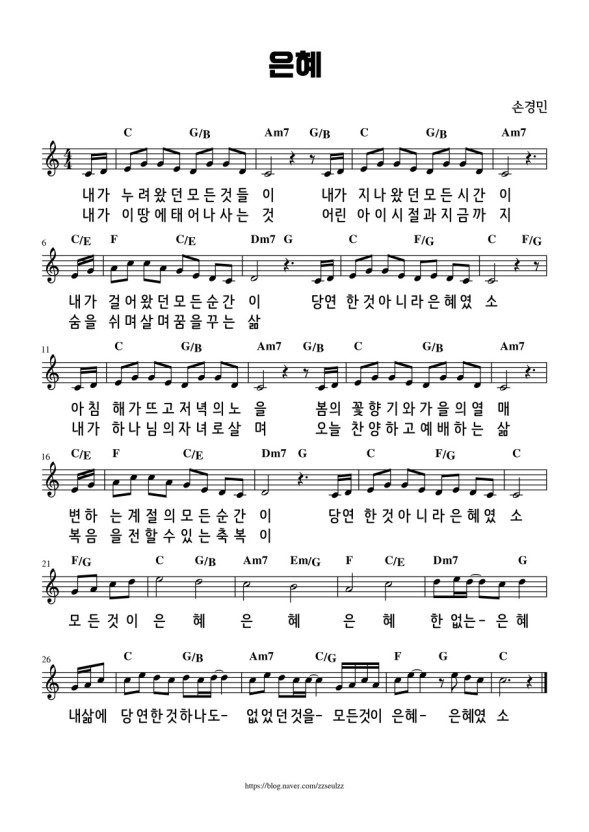 은혜
손경민
C G/B Am7 G/B C G/B Am7
4
4
내가 누려왔던모든것들 이 내가 지나왔던모든시간 이
내가 이땅에태어나사는 것 어린 아이시절과지금까 지
6 C/E F C/E Dm7 G C F/G C F/G
내가 걸어왔던모든순간 이 당연 한것아니라은혜였 소
숨을 쉬며살며꿈을꾸는 삶
11 C G/B Am7 G/B C G/B Am7
아침 해가뜨고저녁의노 을 봄의 꽃향기와가을의열 매
내가 하나님의자녀로살 며 오늘 찬양하고예배하는 삶
16 C/E F C/E Dm7 G C F/G C
변하 는계절의모든순간 이 당연 한것아니라은혜였 소
복음 을전할수있는축복 이
21 F/G C G/B Am7 Em/G F C/E Dm7 G
모든것이 은 혜 은 혜 은 혜 한없는- 은혜
26 C G/B Am7 C/G F G C
내삶에 당연한것하나도- 없었던것을- 모든것이 은혜- 은혜였 소
https://blog.naver.com/zzseulzz